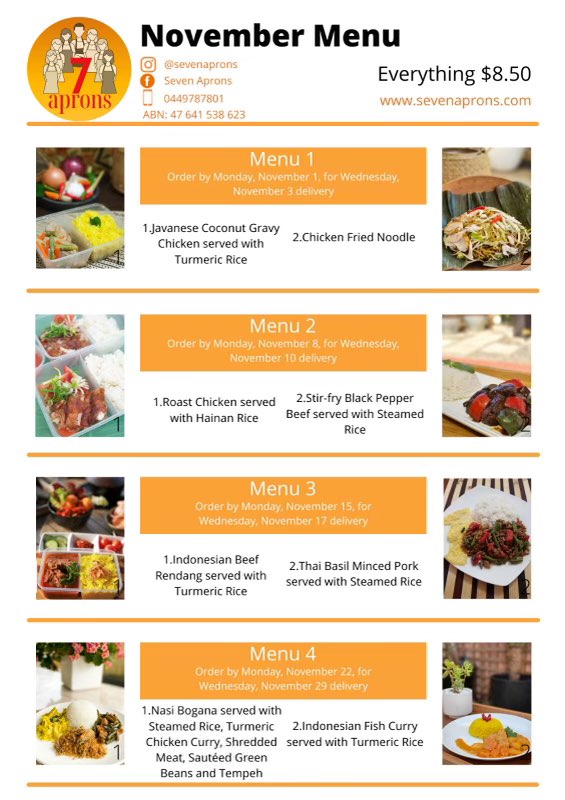 7
aprons
November Menu
@sevenaprons
Seven Aprons
0449787801
ABN: 47 641 538 623
Everything $8.50
www.sevenaprons.com
Menu 1
Order by Monday, November 1, for Wednesday,
November 3 delivery
1.Javanese Coconut Gravy
Chicken served with
Turmeric Rice
2.Chicken Fried Noodle
1
2
Menu 2
Order by Monday, November 8, for Wednesday,
November 10 delivery
1.Roast Chicken served
with Hainan Rice
2.Stir-fry Black Pepper
Beef served with Steamed
Rice
1
2
Menu 3
Order by Monday, November 15, for
Wednesday, November 17 delivery
1.Indonesian Beef
Rendang served with
Turmeric Rice
2.Thai Basil Minced Pork
served with Steamed Rice
1
2
Menu 4
Order by Monday, November 22, for
Wednesday, November 29 delivery
1.Nasi Bogana served with
Steamed Rice, Turmeric
Chicken Curry, Shredded
Meat, Sautéed Green
Beans and Tempeh
2.Indonesian Fish Curry
served with Turmeric Rice
1
2